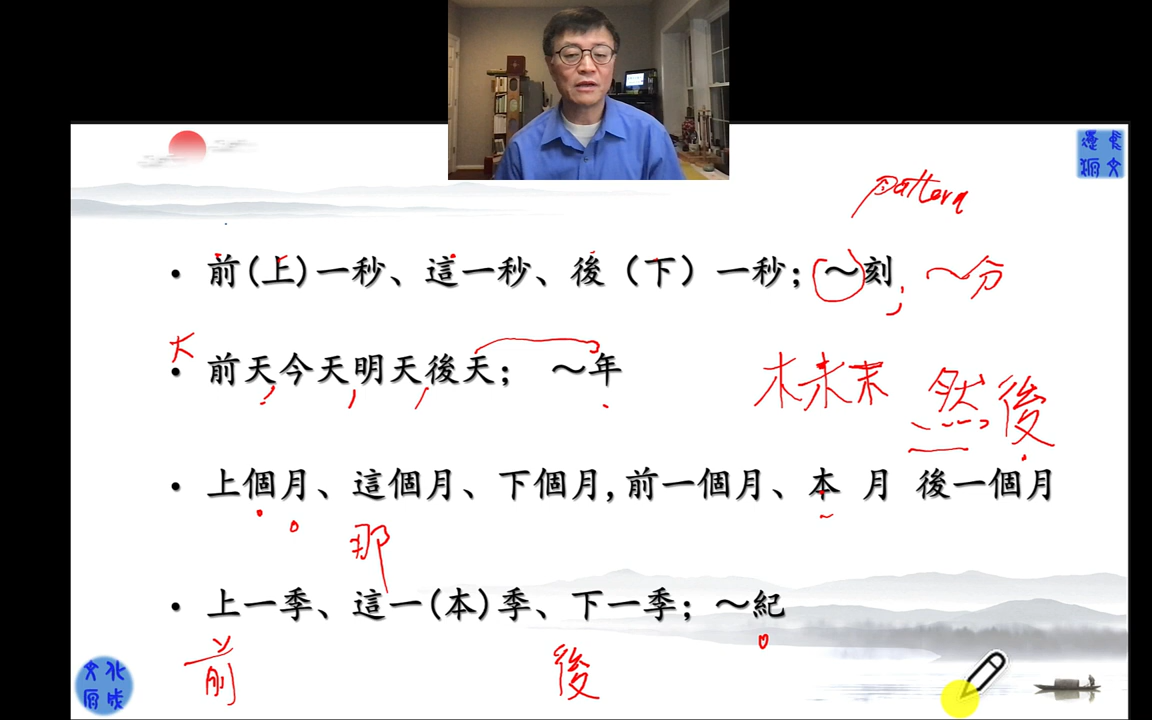 pattern
前(上)一秒、這一秒、後（下）一秒；～刻, ～分
大
前天今天明天後天；～年
木未末 然後
上個月、這個月、下個月,前一個月、本 月 後一個月
那
上一季、這一(本)季、下一季；～紀
前 後